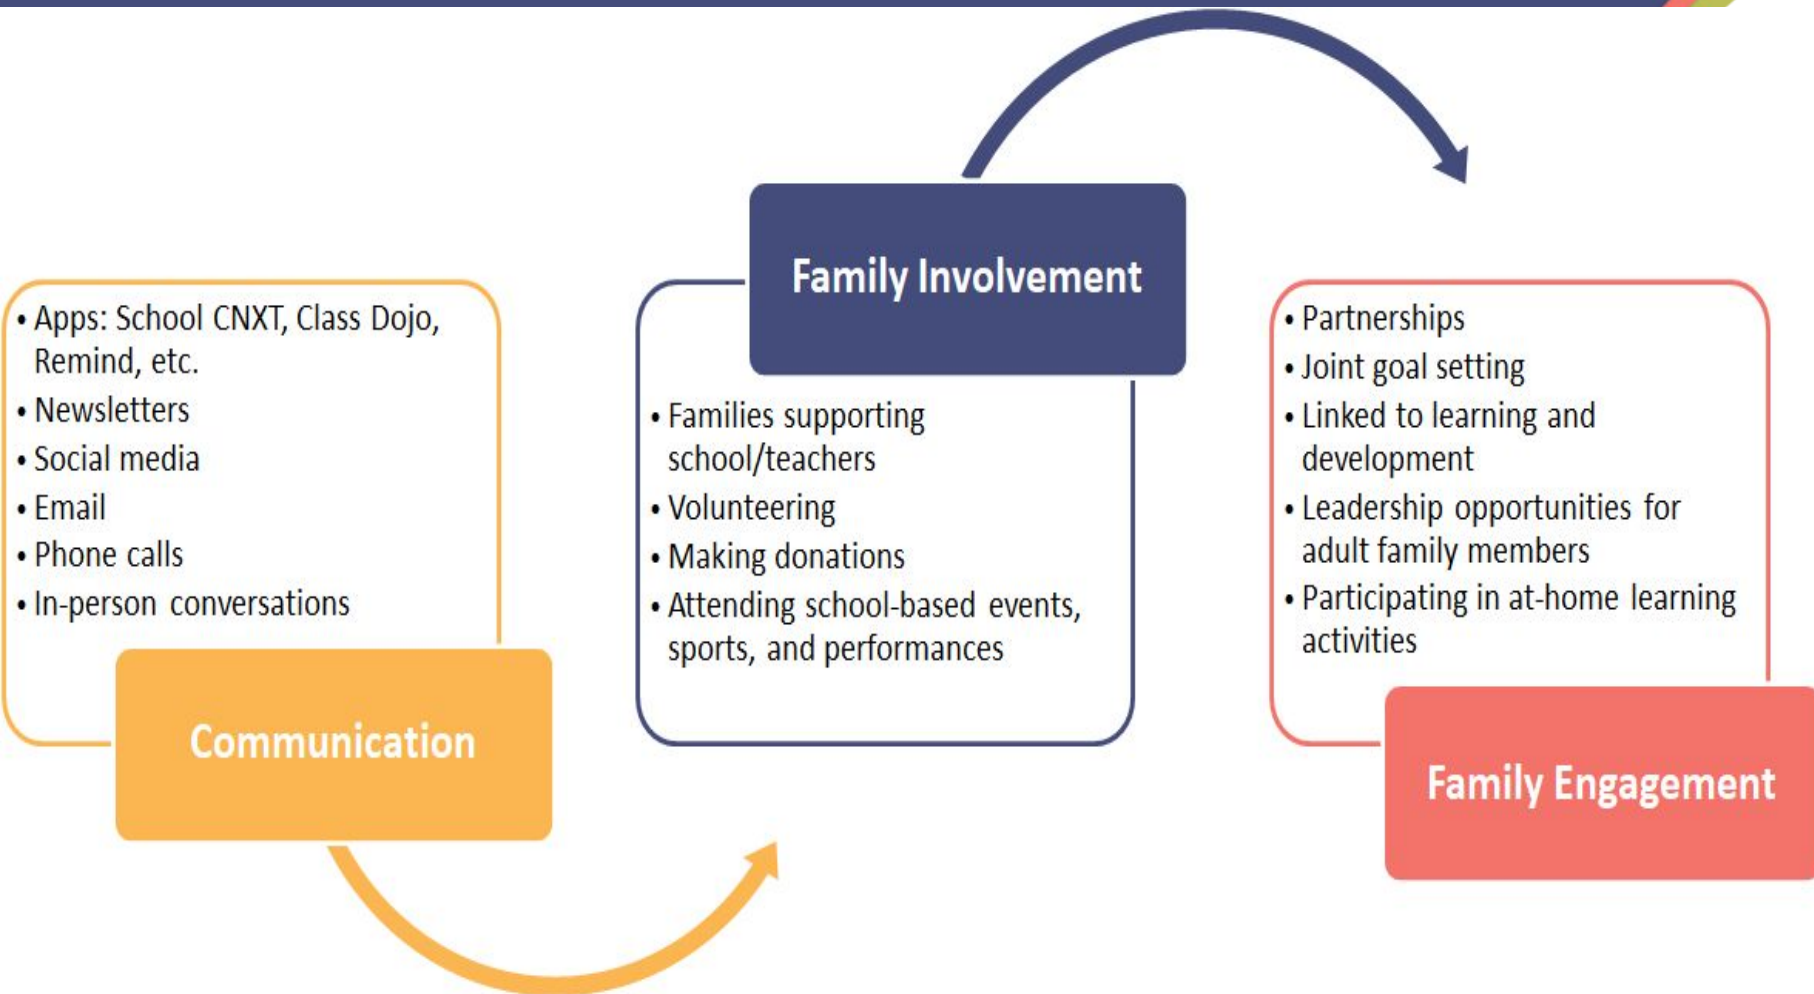 • Apps: School CNXT, Class Dojo,
Remind, etc.
• Newsletters
• Social media
• Email
• Phone calls
• In-person conversations
Communication
Family Involvement
• Families supporting
school/teachers
• Volunteering
• Making donations
• Attending school-based events,
sports, and performances
• Partnerships
• Joint goal setting
• Linked to learning and
development
• Leadership opportunities for
adult family members
• Participating in at-home learning
activities
Family Engagement